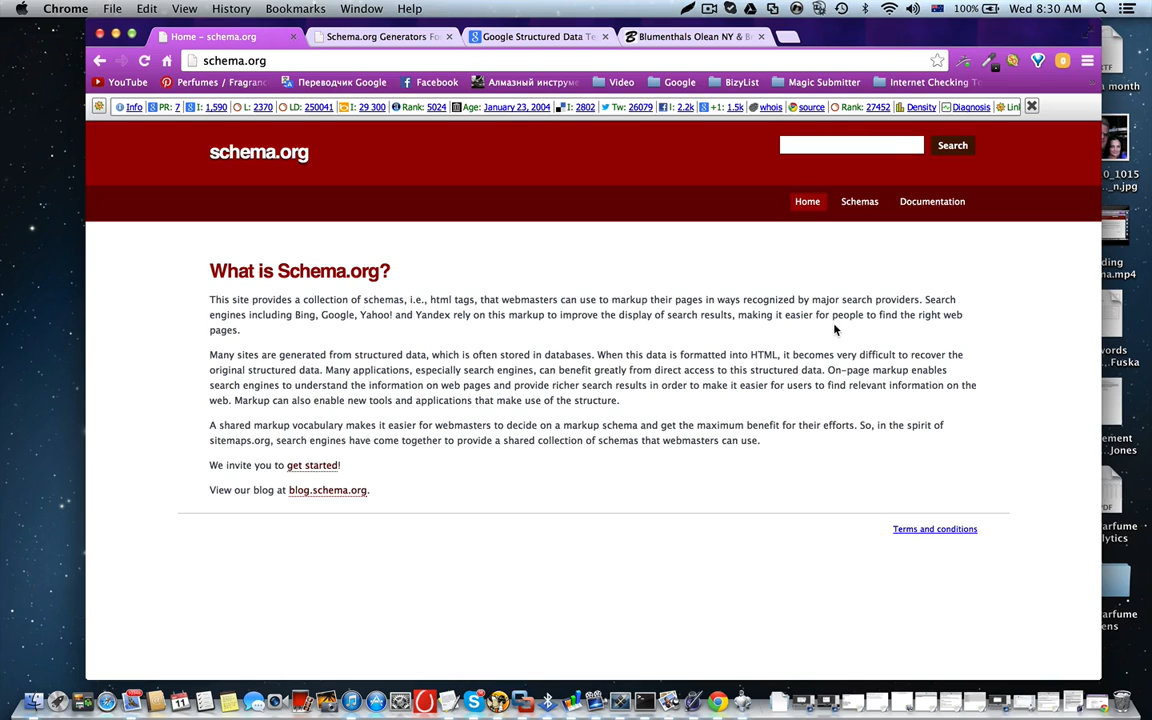 Chrome File Edit View History Bookmarks Window Help 100% Wed 8:30 AM
Home – schema.org Schema.org Generators Fo Google Structured Data Te Blumenthals Olean NY & B
schema.org
YouTube Perfumes / Fragranc Переводчик Google Facebook Алмазный инструме Video Google BizyList Magic Submitter Internet Checking T
Info PR: 7 I: 1,590 L: 2370 LD: 250041 I: 29 300 Rank: 5024 Age: January 23, 2004 I: 2802 Tw: 26079 I: 2.2k +1: 1.5k whois source Rank: 27452 Density Diagnosis Link
a month
schema.org Search
0_1015
_n.jpg
Home Schemas Documentation
ding
ma.mp4
What is Schema.org?
This site provides a collection of schemas, i.e., html tags, that webmasters can use to markup their pages in ways recognized by major search providers. Search
engines including Bing, Google, Yahoo! and Yandex rely on this markup to improve the display of search results, making it easier for people to find the right web
pages.
Many sites are generated from structured data, which is often stored in databases. When this data is formatted into HTML, it becomes very difficult to recover the
original structured data. Many applications, especially search engines, can benefit greatly from direct access to this structured data. On-page markup enables
search engines to understand the information on web pages and provide richer search results in order to make it easier for users to find relevant information on the
web. Markup can also enable new tools and applications that make use of the structure.
words
Fuska
A shared markup vocabulary makes it easier for webmasters to decide on a markup schema and get the maximum benefit for their efforts. So, in the spirit of
sitemaps.org, search engines have come together to provide a shared collection of schemas that webmasters can use.
ement
...Jones
We invite you to get started!
View our blog at blog.schema.org.
Terms and conditions
arfume
lytics
arfume
ens